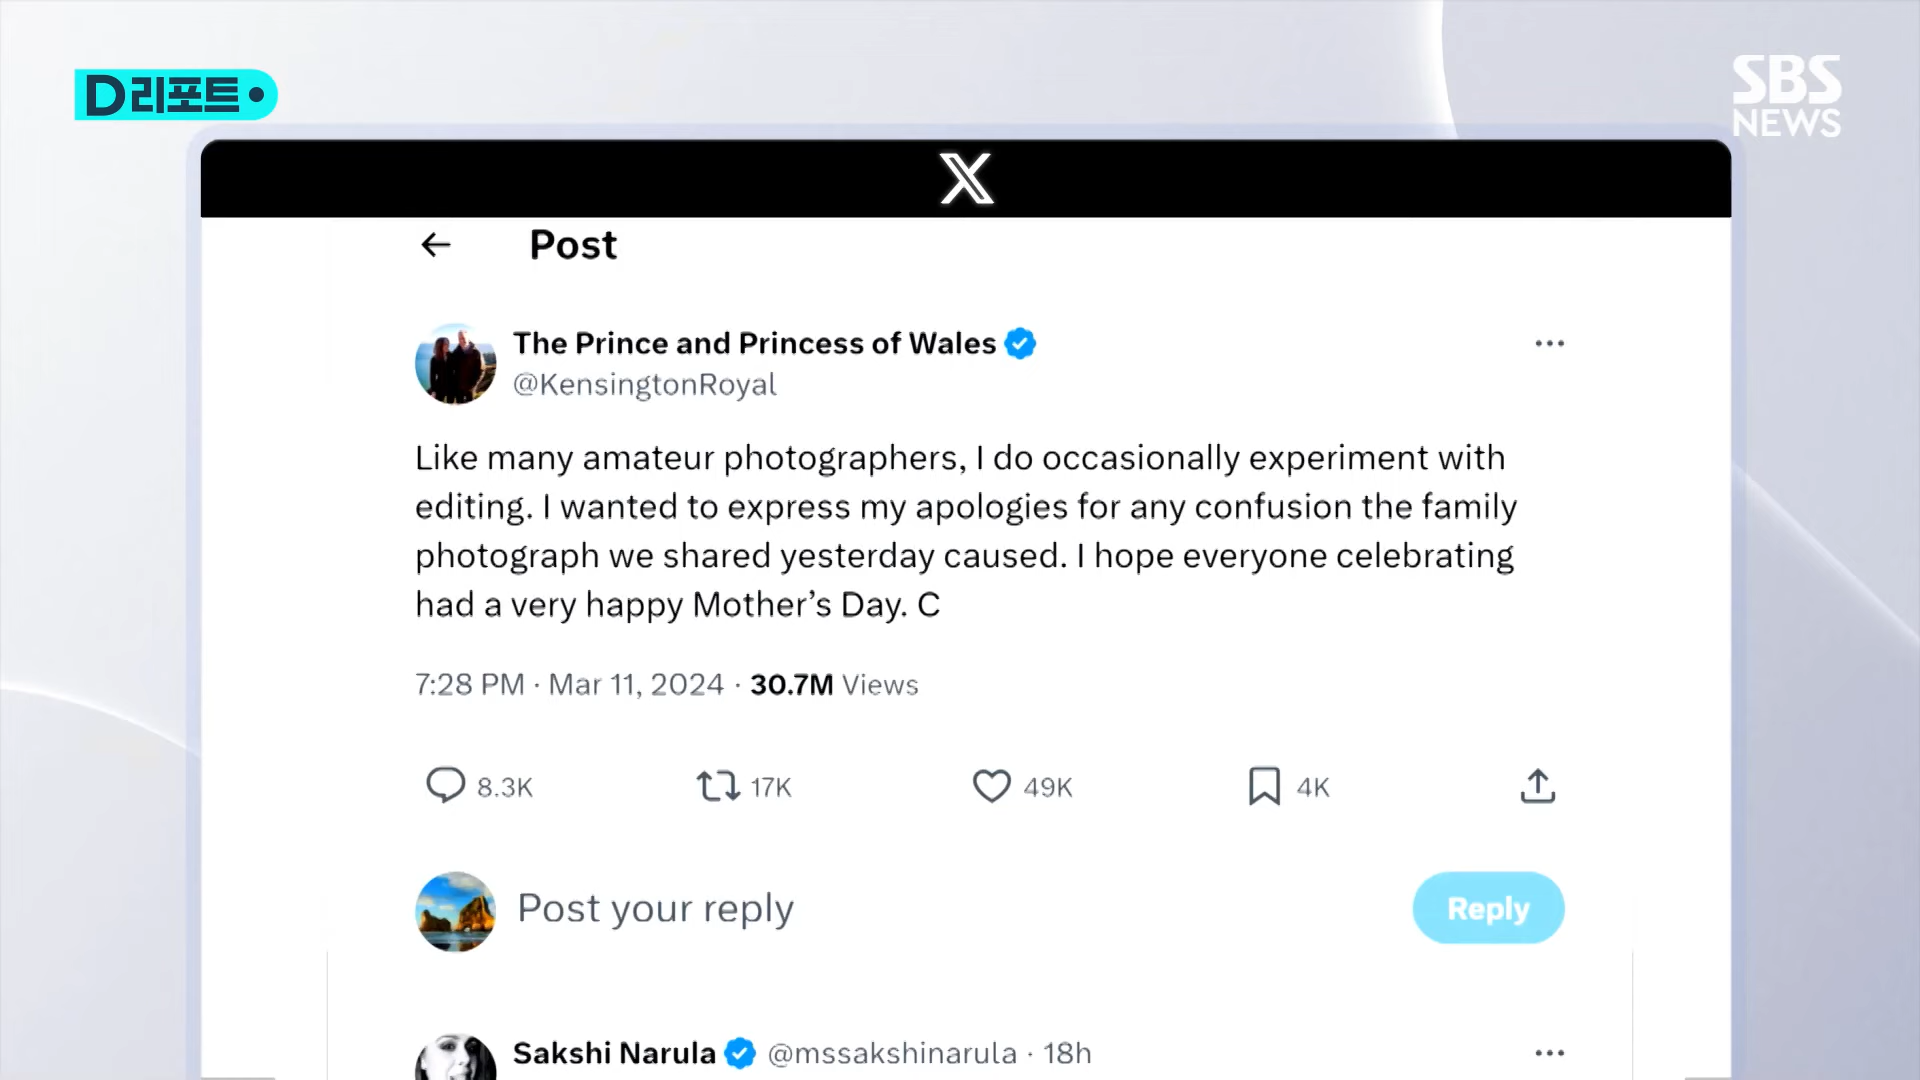 D리포트
SBS
NEWS
X
Post
The Prince and Princess of Wales
@KensingtonRoyal
Like many amateur photographers, I do occasionally experiment with
editing. I wanted to express my apologies for any confusion the family
photograph we shared yesterday caused. I hope everyone celebrating
had a very happy Mother’s Day. C
7:28 PM · Mar 11, 2024 · 30.7M Views
8.3K 17K 49K 4K
Post your reply
Reply
Sakshi Narula @mssakshinarula · 18h